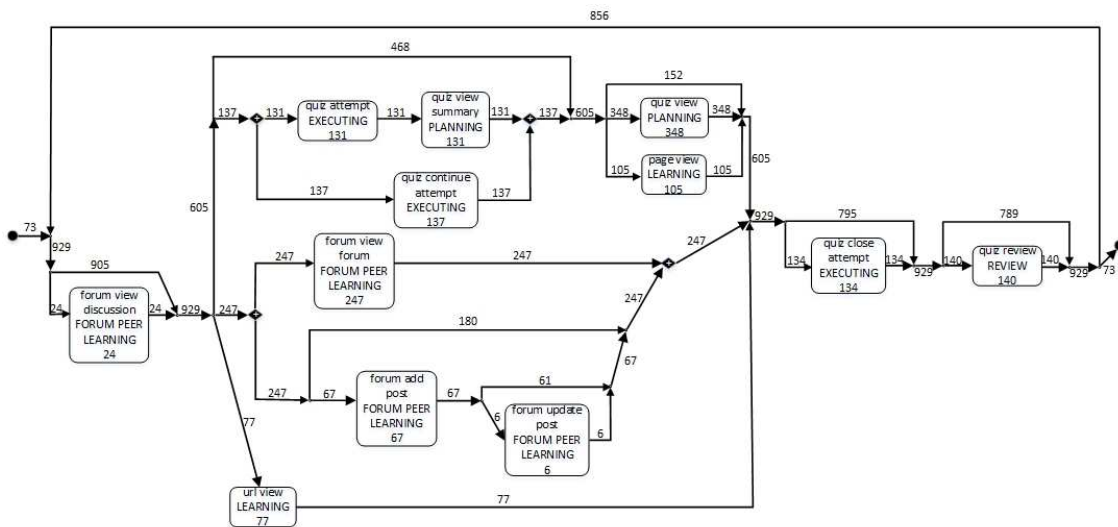 856
468
152
137
131
quiz attempt
EXECUTING
131
131
quiz view
summary
PLANNING
131
131
137
605
348
quiz view
PLANNING
348
348
105
page view
LEARNING
105
105
605
137
quiz continue
attempt
EXECUTING
137
137
605
73
929
905
24
forum view
discussion
FORUM PEER
LEARNING
24
24
929
247
247
forum view
forum
FORUM PEER
LEARNING
247
247
247
247
180
247
67
forum add
post
FORUM PEER
LEARNING
67
67
61
6
forum update
post
FORUM PEER
LEARNING
6
6
67
77
url view
LEARNING
77
77
929
795
134
quiz close
attempt
EXECUTING
134
134
929
789
140
quiz review
REVIEW
140
140
929
73